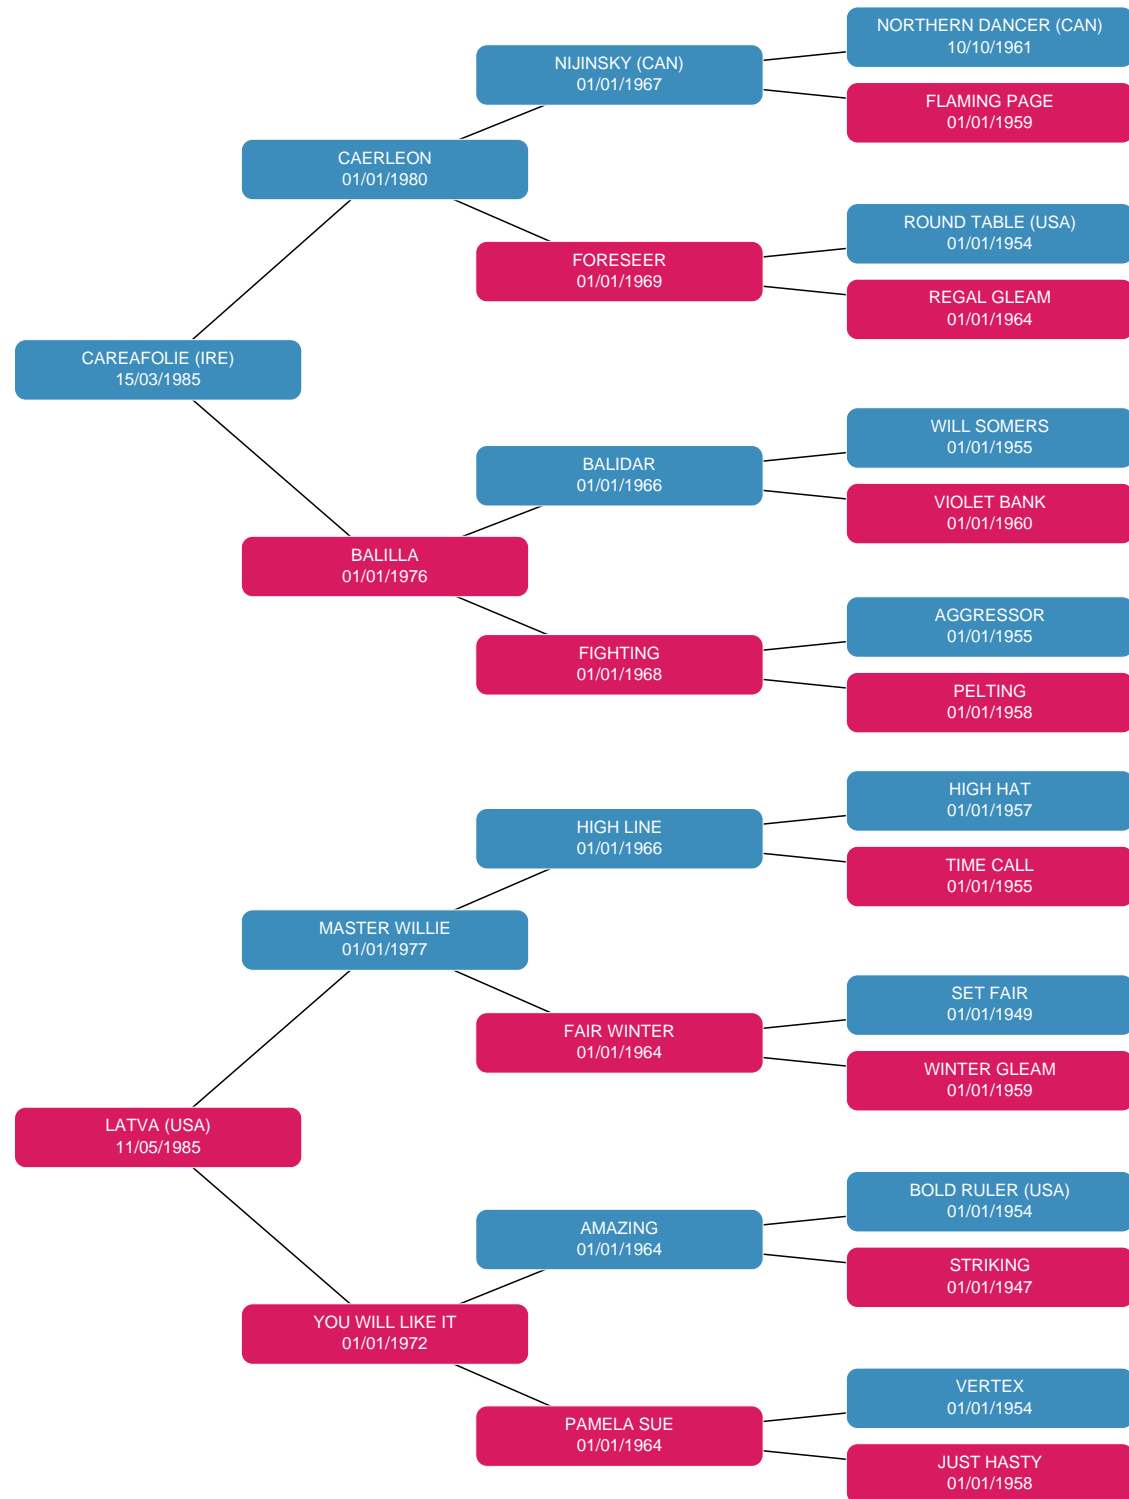 NORTHERN DANCER (CAN)
10/10/1961
NIJINSKY (CAN)
01/01/1967
FLAMING PAGE
01/01/1959
CAERLEON
01/01/1980
ROUND TABLE (USA)
01/01/1954
FORESEER
01/01/1969
REGAL GLEAM
01/01/1964
CAREAFOLIE (IRE)
15/03/1985
WILL SOMERS
01/01/1955
BALIDAR
01/01/1966
VIOLET BANK
01/01/1960
BALILLA
01/01/1976
AGGRESSOR
01/01/1955
FIGHTING
01/01/1968
PELTING
01/01/1958
HIGH HAT
01/01/1957
HIGH LINE
01/01/1966
TIME CALL
01/01/1955
MASTER WILLIE
01/01/1977
SET FAIR
01/01/1949
FAIR WINTER
01/01/1964
WINTER GLEAM
01/01/1959
LATVA (USA)
11/05/1985
BOLD RULER (USA)
01/01/1954
AMAZING
01/01/1964
STRIKING
01/01/1947
YOU WILL LIKE IT
01/01/1972
VERTEX
01/01/1954
PAMELA SUE
01/01/1964
JUST HASTY
01/01/1958